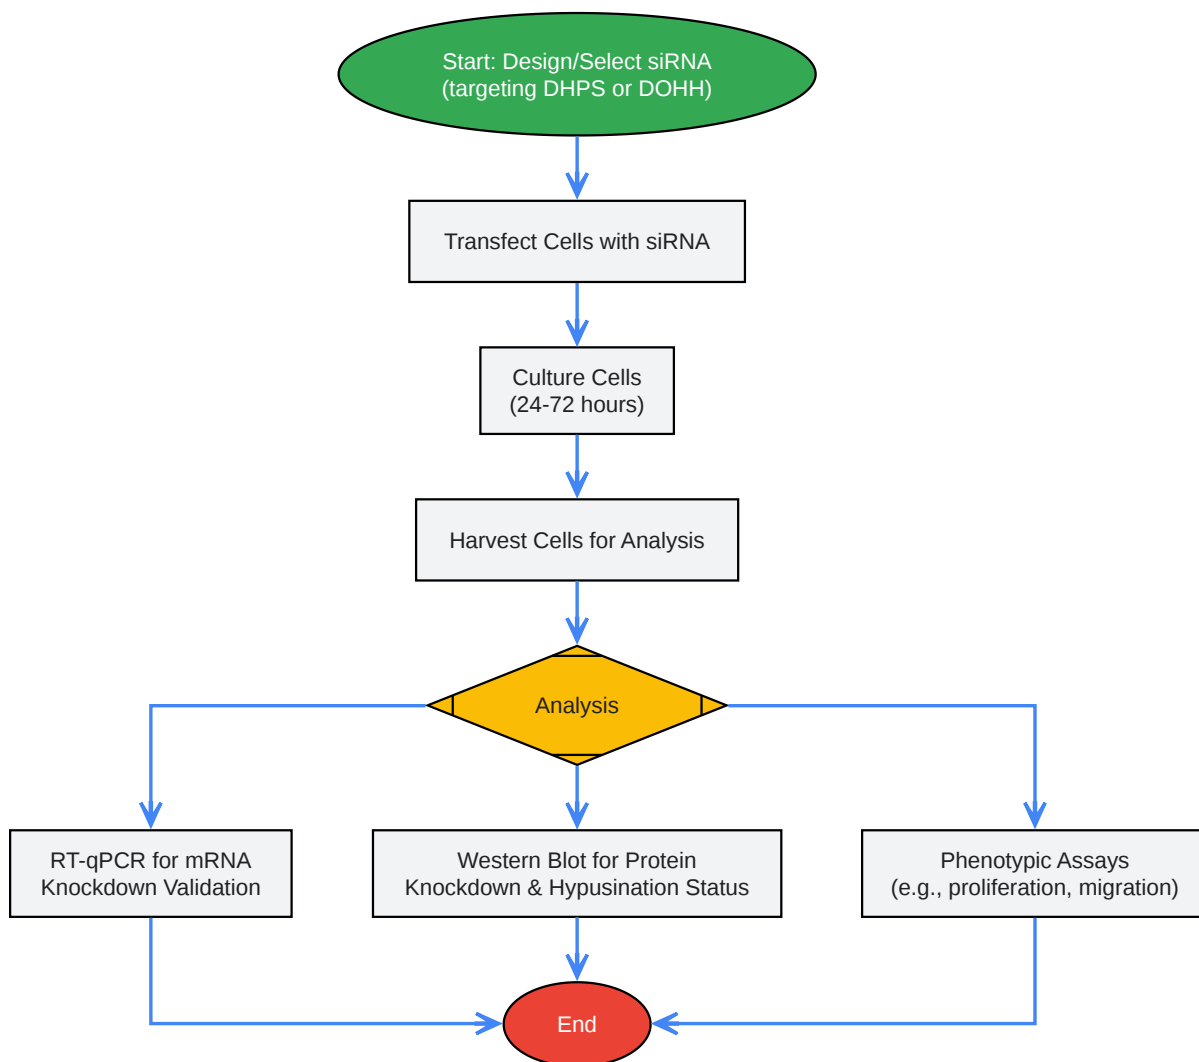 Start: Design/Select siRNA
(targeting DHPS or DOHH)
Transfect Cells with siRNA
Culture Cells
(24-72 hours)
Harvest Cells for Analysis
Analysis
RT-qPCR for mRNA
Knockdown Validation
Western Blot for Protein
Knockdown & Hypusination Status
Phenotypic Assays
(e.g., proliferation, migration)
End